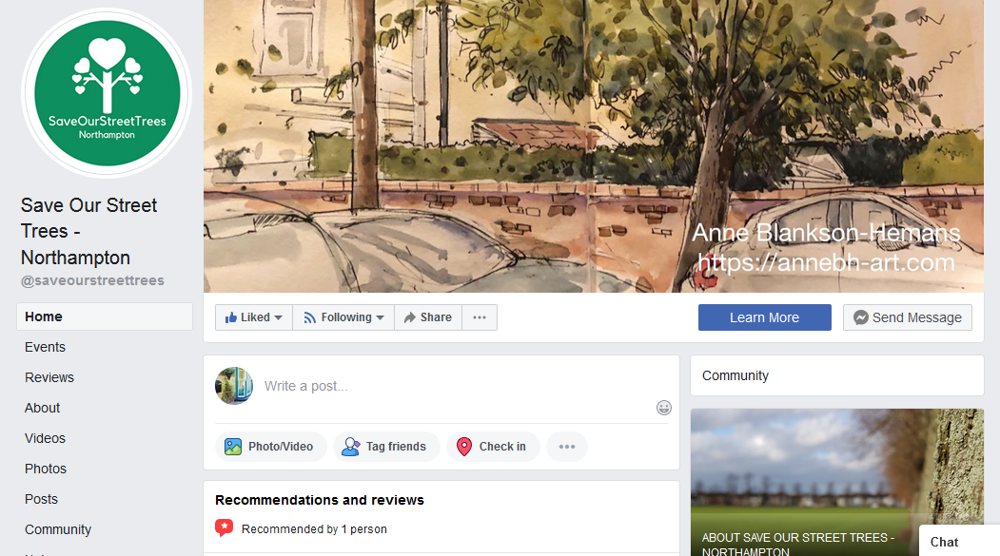 SaveOurStreetTrees
Northampton
Save Our Street
Trees -
Northampton
@saveourstreettrees
Home
Events
Reviews
About
Videos
Photos
Posts
Community
Anne Blankson-Hemans
https://annebh-art.com
Liked
Following
Share
Learn More
Send Message
Write a post...
Photo/Video
Tag friends
Check in
Recommendations and reviews
Recommended by 1 person
Community
ABOUT SAVE OUR STREET TREES -
NORTHAMPTON
Chat